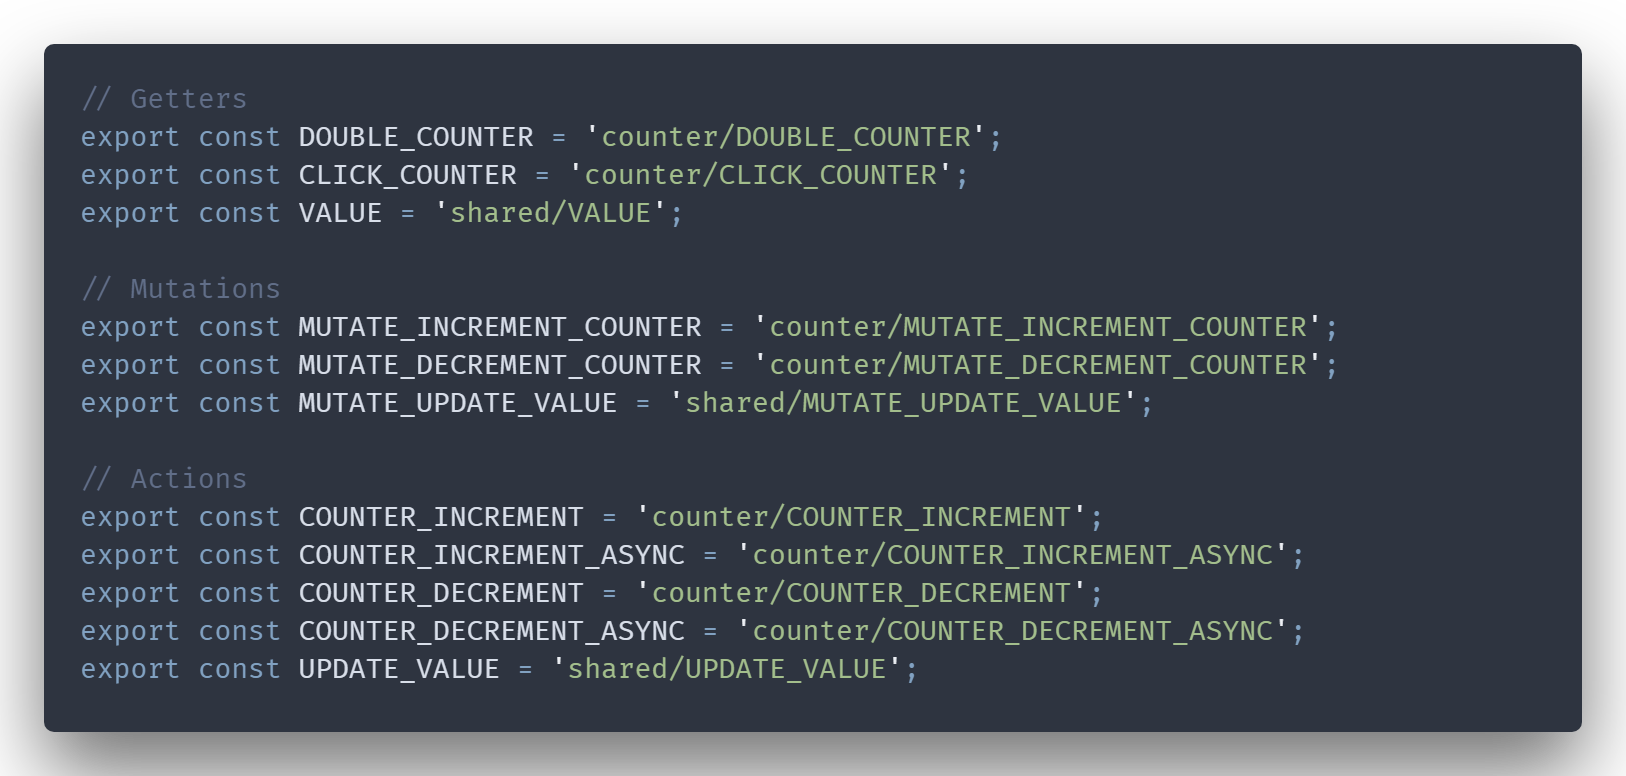 // Getters
export const DOUBLE_COUNTER = 'counter/DOUBLE_COUNTER';
export const CLICK_COUNTER = 'counter/CLICK_COUNTER';
export const VALUE = 'shared/VALUE';

// Mutations
export const MUTATE_INCREMENT_COUNTER = 'counter/MUTATE_INCREMENT_COUNTER';
export const MUTATE_DECREMENT_COUNTER = 'counter/MUTATE_DECREMENT_COUNTER';
export const MUTATE_UPDATE_VALUE = 'shared/MUTATE_UPDATE_VALUE';

// Actions
export const COUNTER_INCREMENT = 'counter/COUNTER_INCREMENT';
export const COUNTER_INCREMENT_ASYNC = 'counter/COUNTER_INCREMENT_ASYNC';
export const COUNTER_DECREMENT = 'counter/COUNTER_DECREMENT';
export const COUNTER_DECREMENT_ASYNC = 'counter/COUNTER_DECREMENT_ASYNC';
export const UPDATE_VALUE = 'shared/UPDATE_VALUE';